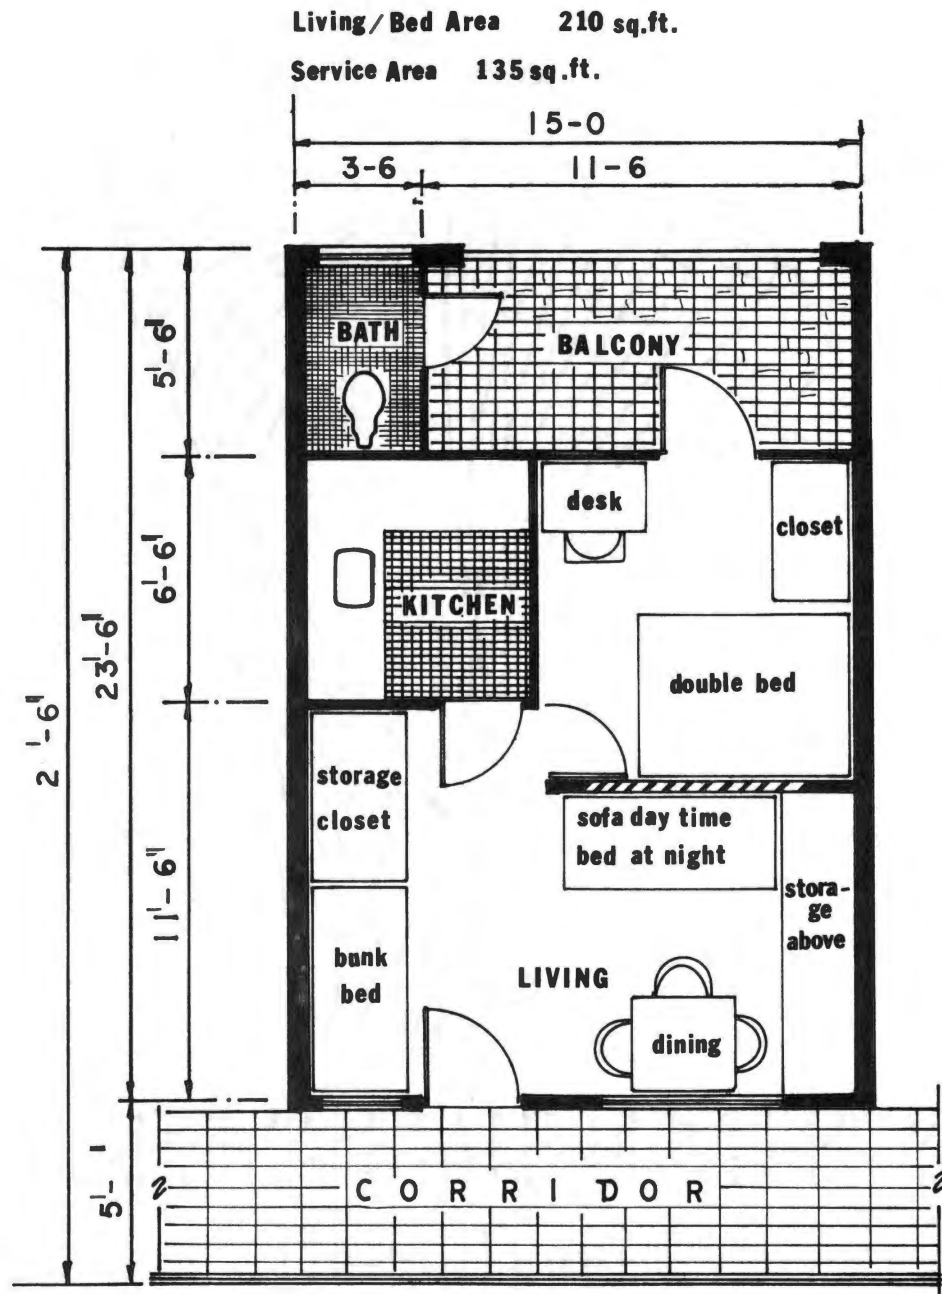 Living/Bed Area 210 sq.ft.
Service Area 135 sq.ft.
15-0
3-6 11-6
5'-6"
BATH
BALCONY
desk
closet
6'-6"
KITCHEN
23'-6"
double bed
storage
closet
sofa day time
bed at night
11'-6"
stora-
ge
above
bunk
bed
LIVING
dining
CORRIDOR